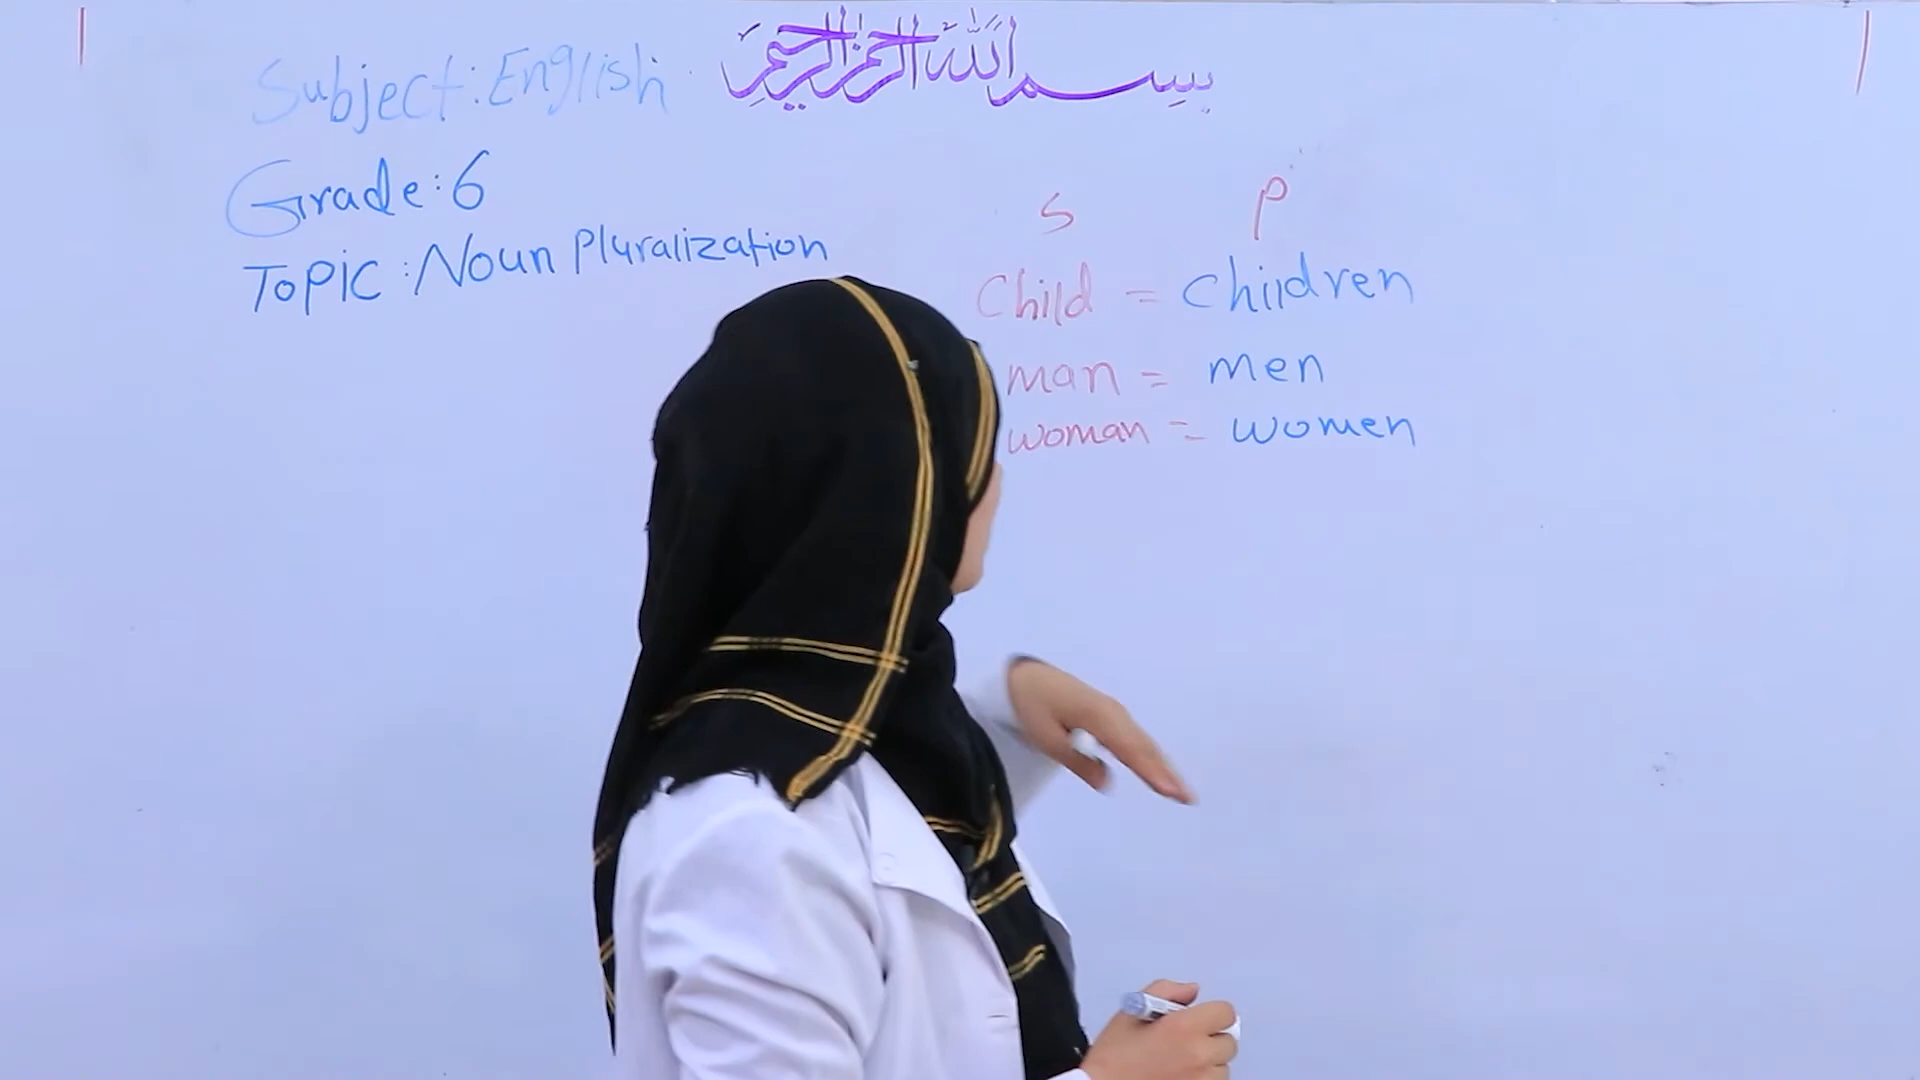 بسم الله الرحمن الرحيم
Subject: English
Grade: 6
Topic: Noun Pluralization
S P
Child = Children
man = men
woman = women